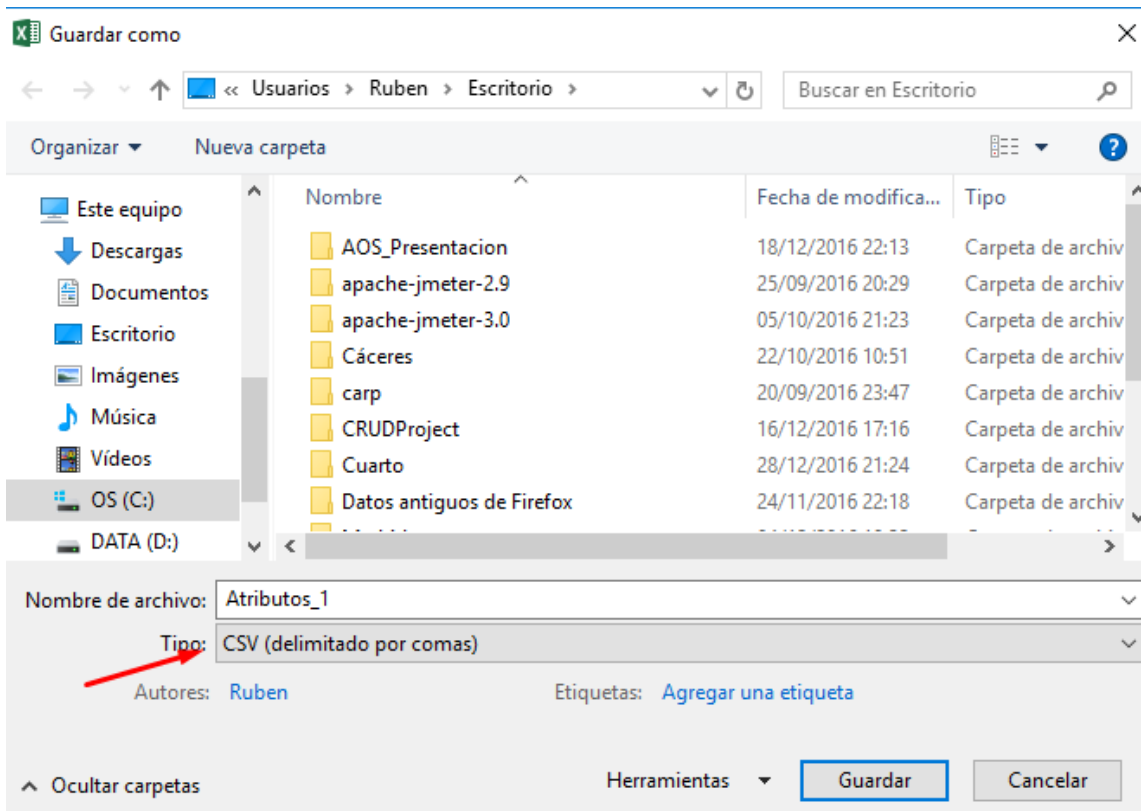 Guardar como
« Usuarios > Ruben > Escritorio >
Buscar en Escritorio
Organizar
Nueva carpeta
Nombre
Fecha de modifica...
Tipo
Este equipo
Descargas
Documentos
Escritorio
Imágenes
Música
Vídeos
OS (C:)
DATA (D:)
AOS_Presentacion 18/12/2016 22:13 Carpeta de archiv
apache-jmeter-2.9 25/09/2016 20:29 Carpeta de archiv
apache-jmeter-3.0 05/10/2016 21:23 Carpeta de archiv
Cáceres 22/10/2016 10:51 Carpeta de archiv
carp 20/09/2016 23:47 Carpeta de archiv
CRUDProject 16/12/2016 17:16 Carpeta de archiv
Cuarto 28/12/2016 21:24 Carpeta de archiv
Datos antiguos de Firefox 24/11/2016 22:18 Carpeta de archiv
Nombre de archivo: Atributos_1
Tipo: CSV (delimitado por comas)
Autores: Ruben
Etiquetas: Agregar una etiqueta
Ocultar carpetas
Herramientas
Guardar
Cancelar